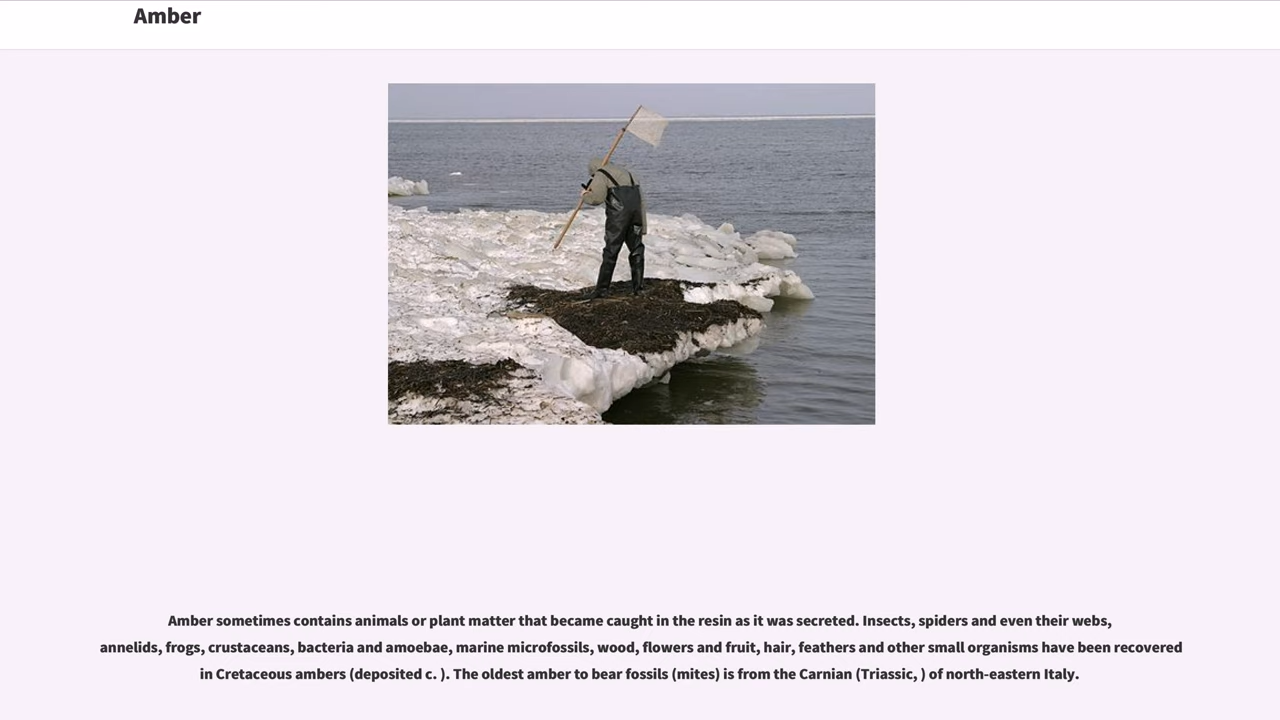 Amber
Amber sometimes contains animals or plant matter that became caught in the resin as it was secreted. Insects, spiders and even their webs,
annelids, frogs, crustaceans, bacteria and amoebae, marine microfossils, wood, flowers and fruit, hair, feathers and other small organisms have been recovered
in Cretaceous ambers (deposited c. ). The oldest amber to bear fossils (mites) is from the Carnian (Triassic, ) of north-eastern Italy.